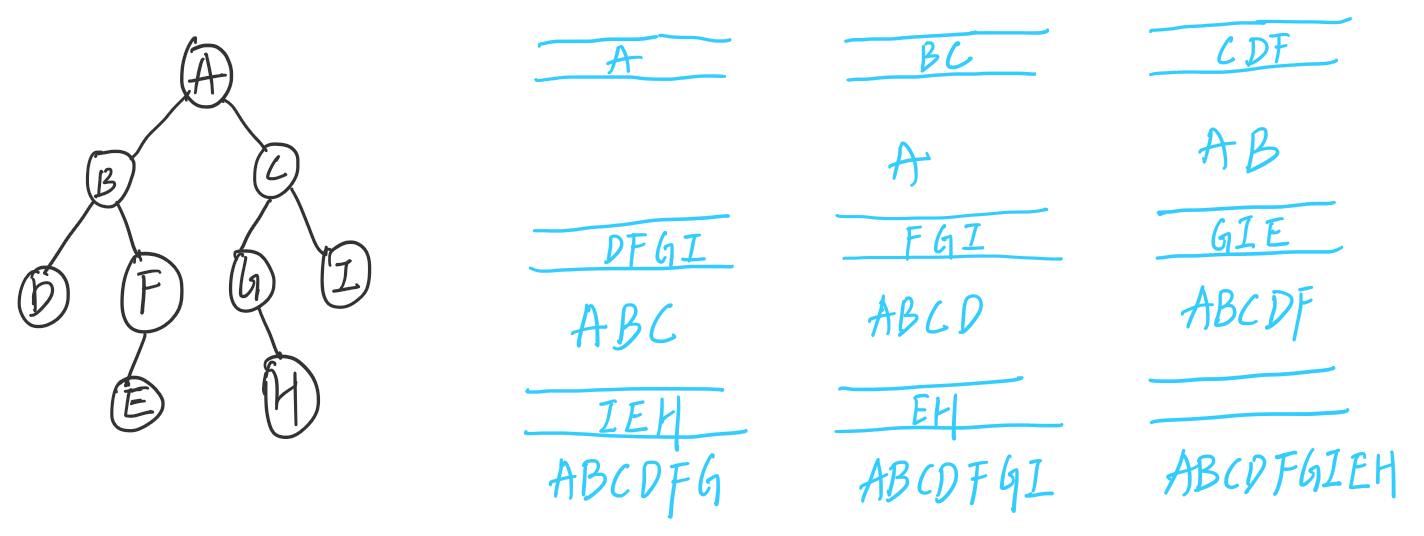 A
B
C
D
F
G
I
E
H
A
BC
CDF
A
AB
DFGI
FGI
GIE
ABC
ABCD
ABCDF
IEH
EH
ABCDFG
ABCDFGI
ABCDFGIEH